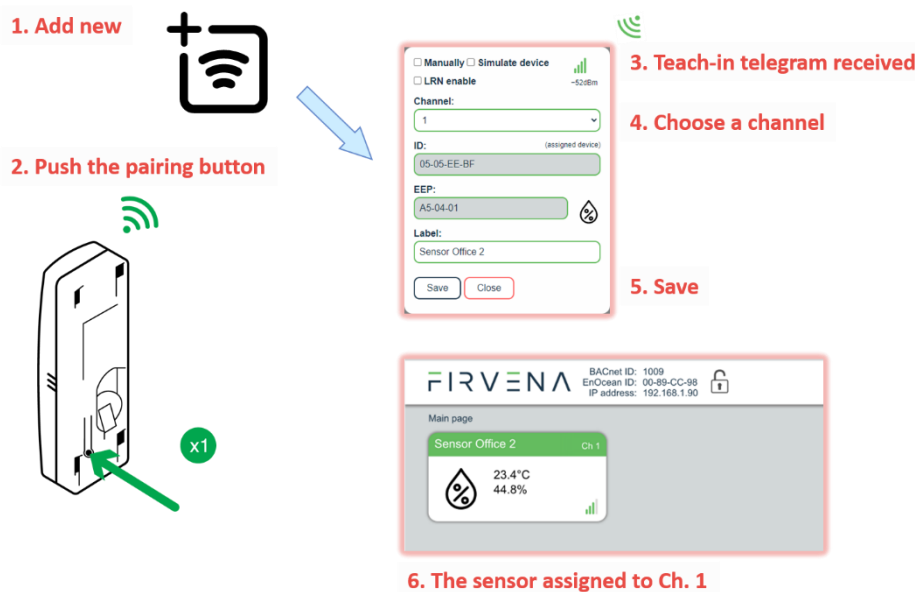 1. Add new
2. Push the pairing button
x1
Manually Simulate device
LRN enable
-52dBm
Channel:
1
ID: (assigned device)
05-05-EE-BF
EEP:
A5-04-01
Label:
Sensor Office 2
Save Close
3. Teach-in telegram received
4. Choose a channel
5. Save
FIRVENA
BACnet ID: 1009
EnOcean ID: 00-89-CC-98
IP address: 192.168.1.90
Main page
Sensor Office 2 Ch 1
23.4°C
44.8%
6. The sensor assigned to Ch. 1